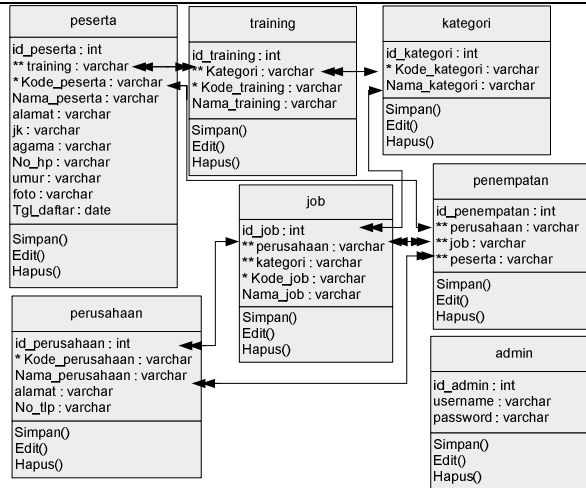 peserta
id_peserta : int
** training : varchar
* Kode_peserta : varchar
Nama_peserta : varchar
alamat : varchar
jk : varchar
agama : varchar
No_hp : varchar
umur : varchar
foto : varchar
Tgl_daftar : date
Simpan()
Edit()
Hapus()
training
id_training : int
** Kategori : varchar
* Kode_training : varchar
Nama_training : varchar
Simpan()
Edit()
Hapus()
kategori
id_kategori : int
* Kode_kategori : varchar
Nama_kategori : varchar
Simpan()
Edit()
Hapus()
job
id_job : int
** perusahaan : varchar
** kategori : varchar
* Kode_job : varchar
Nama_job : varchar
Simpan()
Edit()
Hapus()
penempatan
id_penempatan : int
** perusahaan : varchar
** job : varchar
** peserta : varchar
Simpan()
Edit()
Hapus()
perusahaan
id_perusahaan : int
* Kode_perusahaan : varchar
Nama_perusahaan : varchar
alamat : varchar
No_tlp : varchar
Simpan()
Edit()
Hapus()
admin
id_admin : int
username : varchar
password : varchar
Simpan()
Edit()
Hapus()